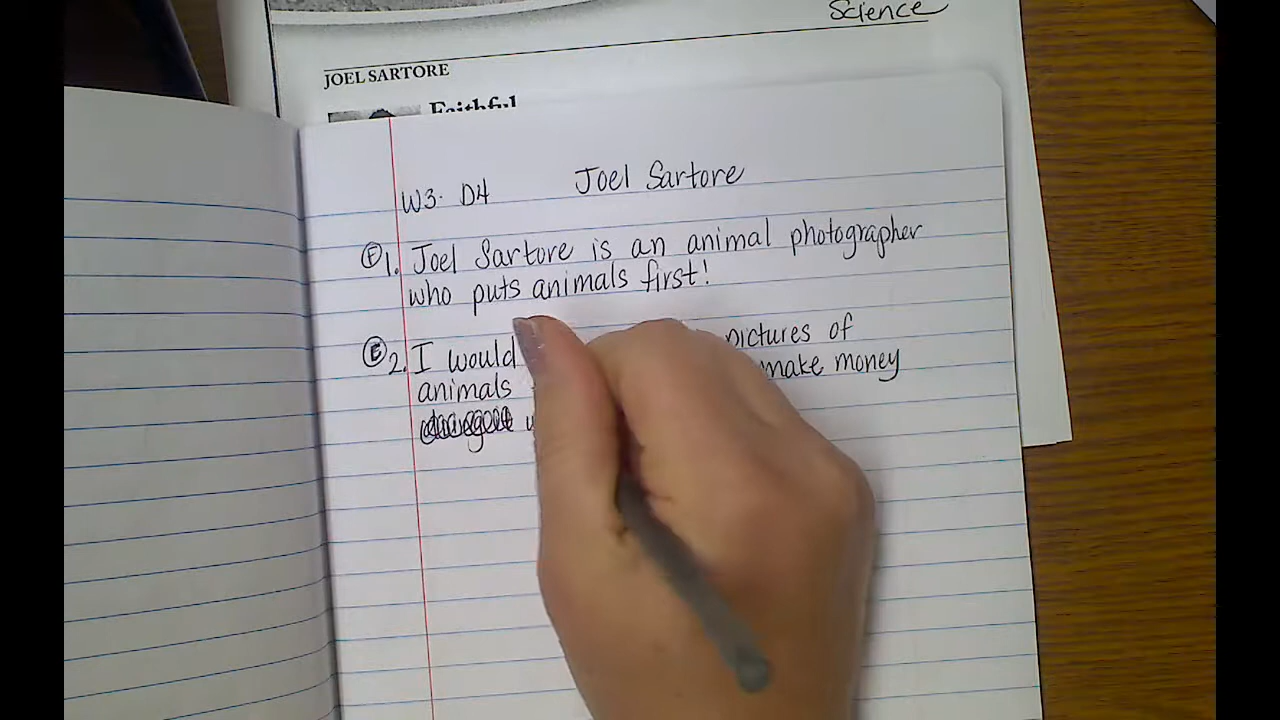 Science
JOEL SARTORE
Faithful
W3. D4 Joel Sartore
(F) 1. Joel Sartore is an animal photographer
who puts animals first!
(E) 2. I would pictures of
animals make money